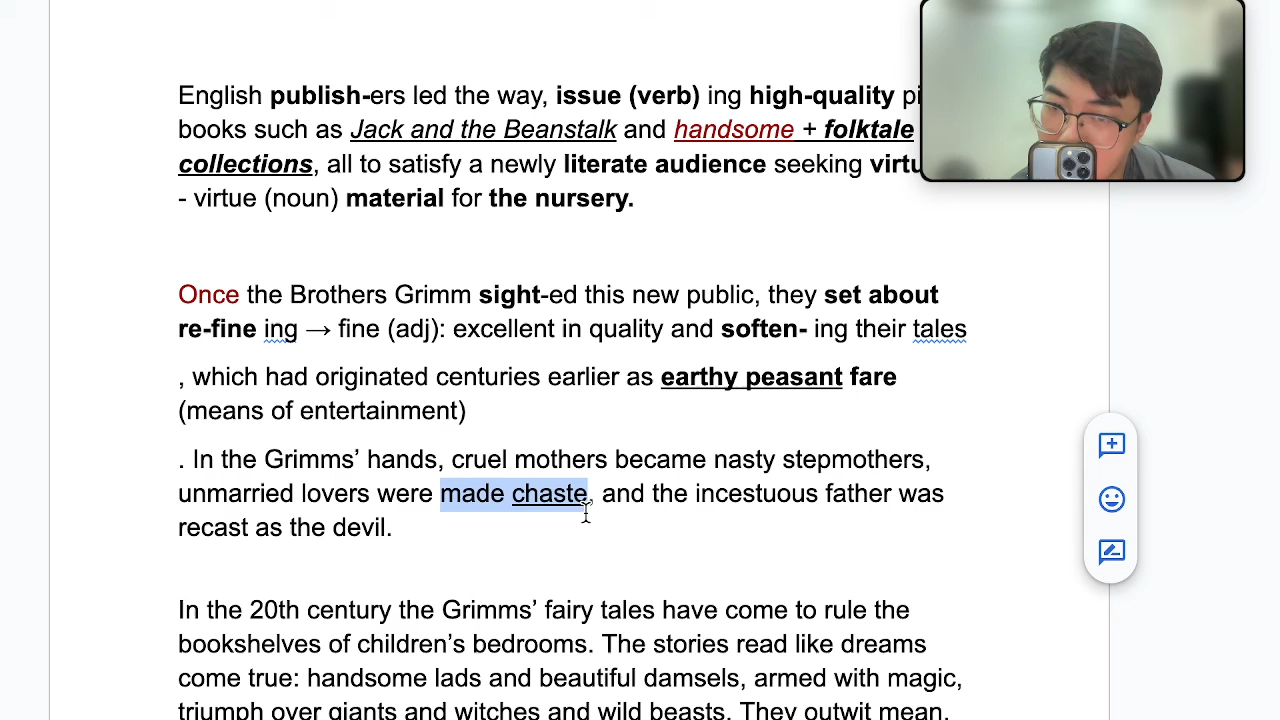 English publish-ers led the way, issue (verb) ing high-quality
books such as Jack and the Beanstalk and handsome + folktale
collections, all to satisfy a newly literate audience seeking
- virtue (noun) material for the nursery.
Once the Brothers Grimm sight-ed this new public, they set about
re-fine ing → fine (adj): excellent in quality and soften- ing their tales
, which had originated centuries earlier as earthy peasant fare
(means of entertainment)
. In the Grimms’ hands, cruel mothers became nasty stepmothers,
unmarried lovers were made chaste, and the incestuous father was
recast as the devil.
In the 20th century the Grimms’ fairy tales have come to rule the
bookshelves of children’s bedrooms. The stories read like dreams
come true: handsome lads and beautiful damsels, armed with magic,
triumph over giants and witches and wild beasts. They outwit mean,